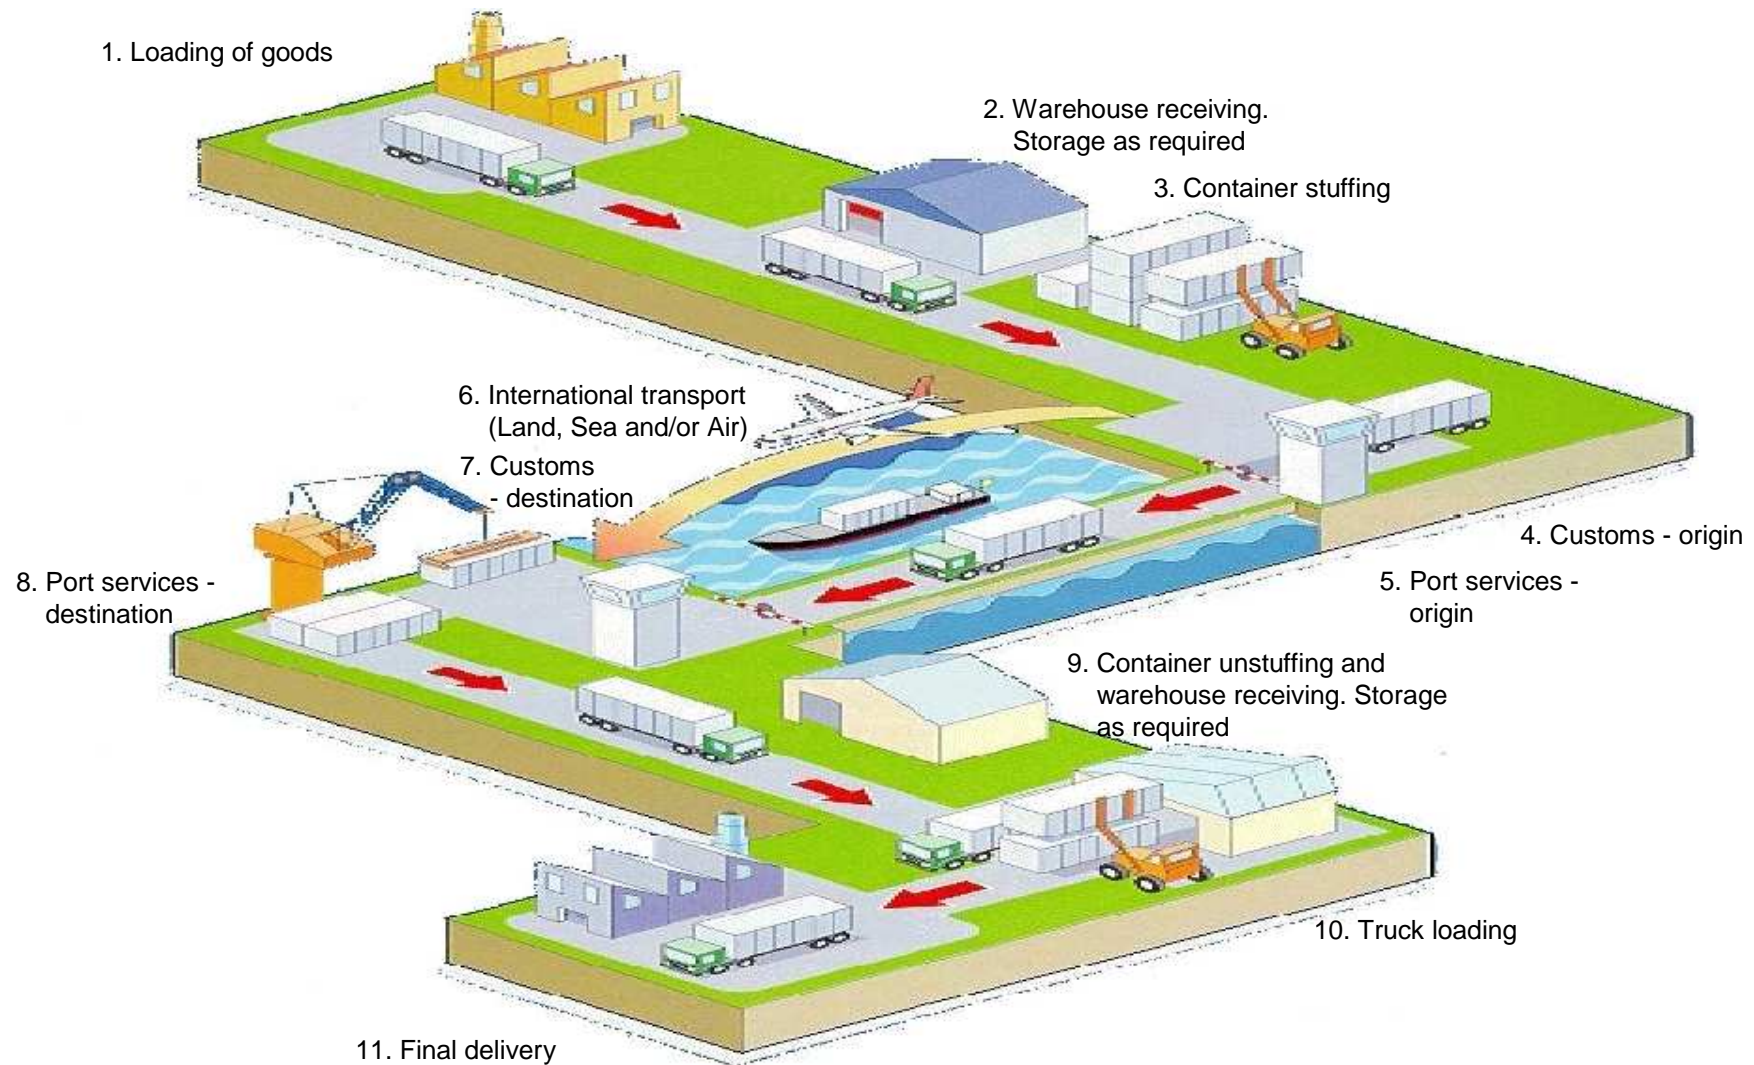 1. Loading of goods
2. Warehouse receiving.
Storage as required
3. Container stuffing
4. Customs - origin
5. Port services -
origin
6. International transport
(Land, Sea and/or Air)
7. Customs
- destination
8. Port services -
destination
9. Container unstuffing and
warehouse receiving. Storage
as required
10. Truck loading
11. Final delivery